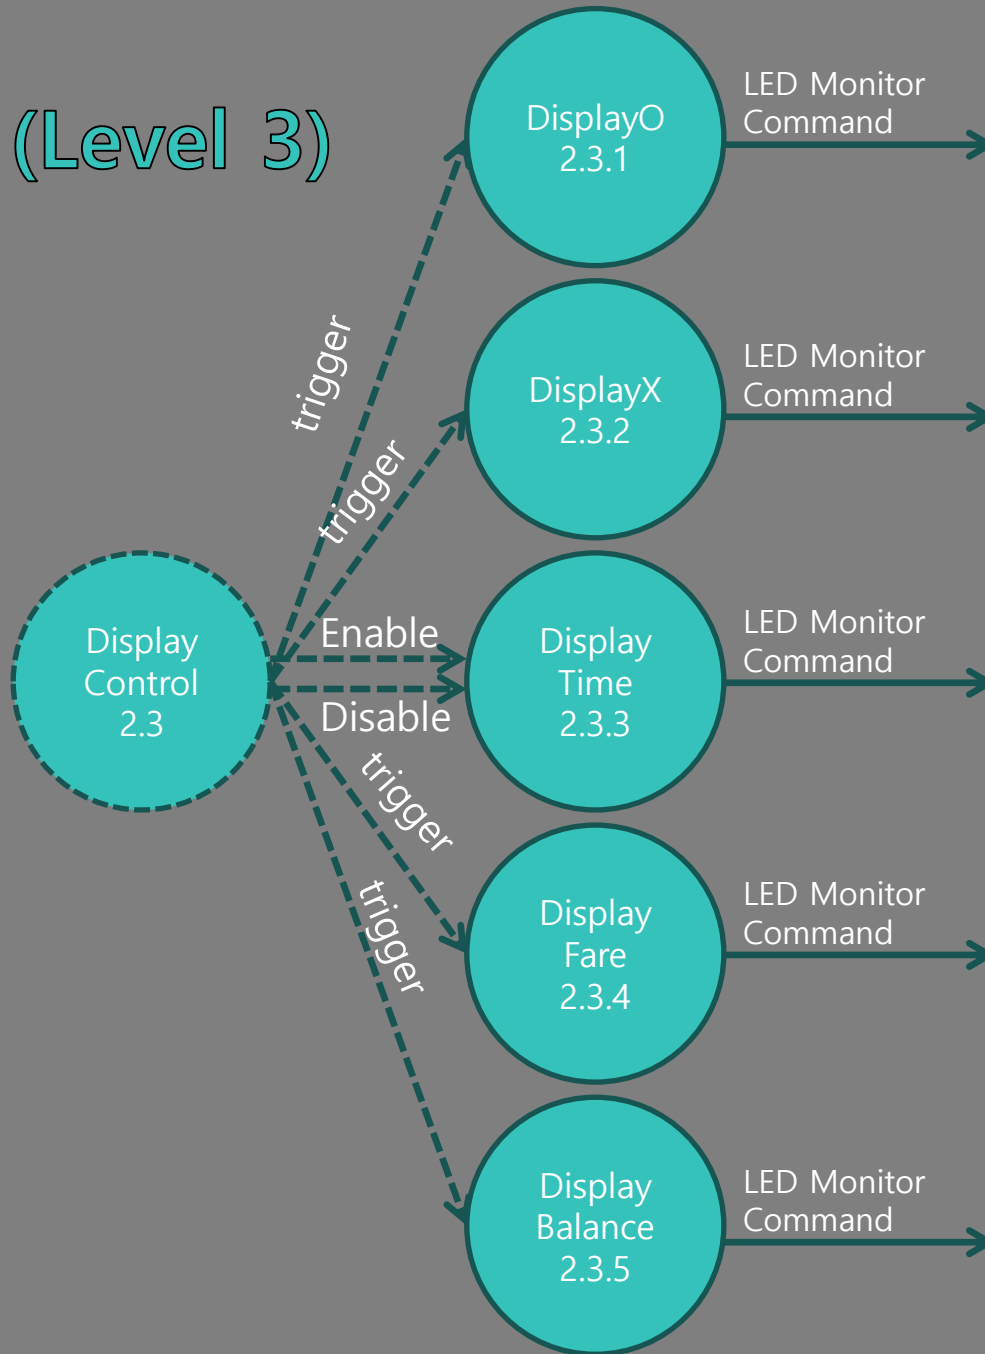 (Level 3)
DisplayO
2.3.1
LED Monitor
Command
trigger
DisplayX
2.3.2
LED Monitor
Command
trigger
Display
Control
2.3
Enable
Disable
Display
Time
2.3.3
LED Monitor
Command
trigger
Display
Fare
2.3.4
LED Monitor
Command
trigger
Display
Balance
2.3.5
LED Monitor
Command